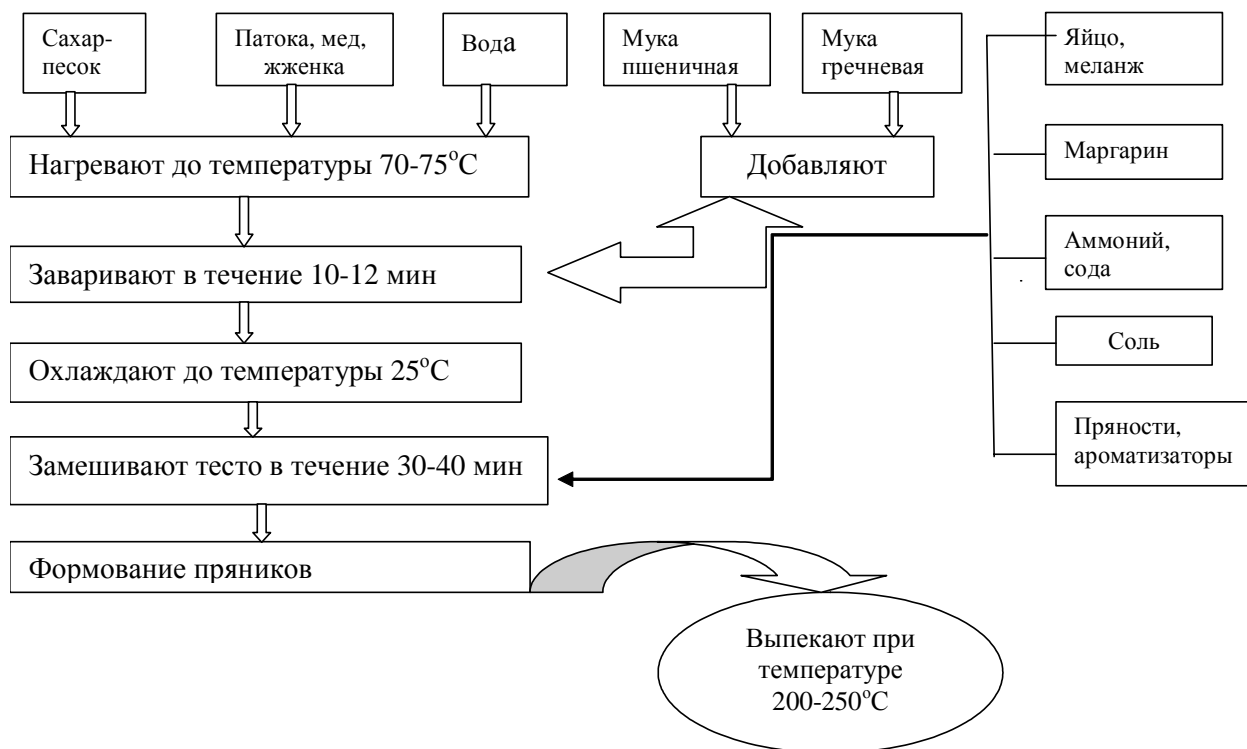 Сахар-
песок
Патока, мед,
жженка
Вода
Мука
пшеничная
Мука
гречневая
Яйцо,
меланж
Нагревают до температуры 70-75°С
Добавляют
Маргарин
Заваривают в течение 10-12 мин
Аммоний,
сода
Охлаждают до температуры 25°С
Соль
Замешивают тесто в течение 30-40 мин
Пряности,
ароматизаторы
Формование пряников
Выпекают при
температуре
200-250°С